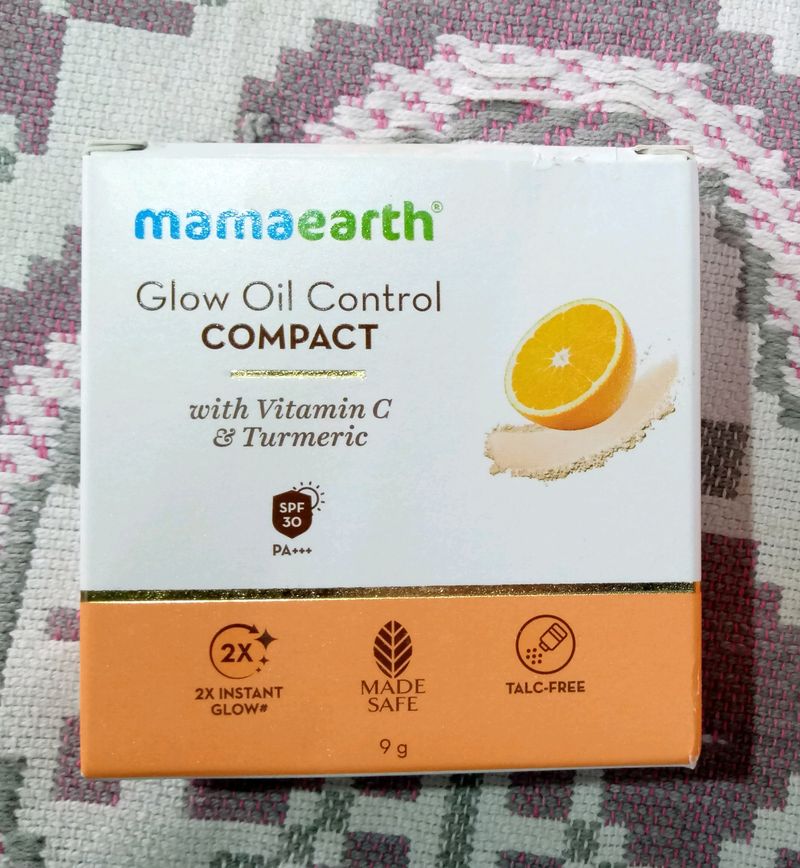 mamaearth®
Glow Oil Control
COMPACT
with Vitamin C
& Turmeric
SPF
30
PA+++
2X
2X INSTANT
GLOW#
MADE
SAFE
TALC-FREE
9 g